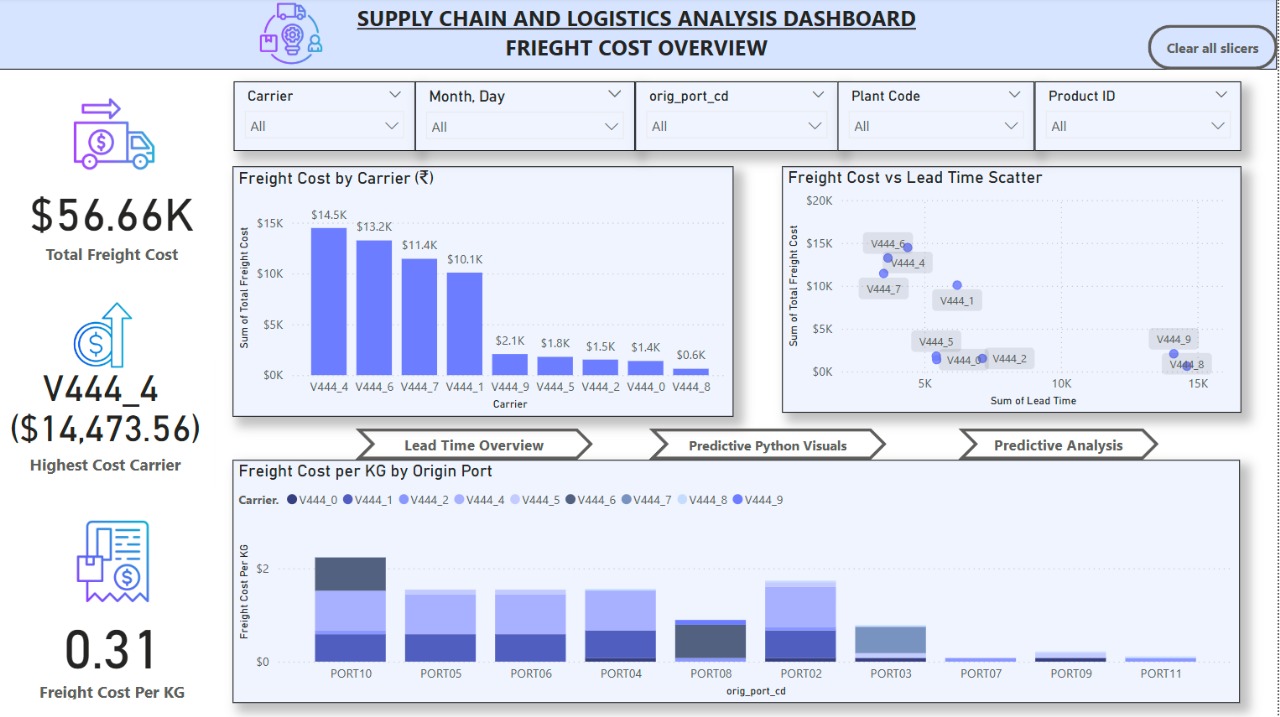 SUPPLY CHAIN AND LOGISTICS ANALYSIS DASHBOARD
FRIEGHT COST OVERVIEW
Clear all slicers
Carrier
All
Month, Day
All
orig_port_cd
All
Plant Code
All
Product ID
All
$56.66K
Total Freight Cost
V444_4
($14,473.56)
Highest Cost Carrier
0.31
Freight Cost Per KG
Freight Cost by Carrier (₹)
Sum of Total Freight Cost
$15K
$10K
$5K
$0K
$14.5K
$13.2K
$11.4K
$10.1K
$2.1K
$1.8K
$1.5K
$1.4K
$0.6K
V444_4 V444_6 V444_7 V444_1 V444_9 V444_5 V444_2 V444_0 V444_8
Carrier
Freight Cost vs Lead Time Scatter
Sum of Total Freight Cost
$20K
$15K
$10K
$5K
$0K
V444_6
V444_4
V444_7
V444_1
V444_5
V444_0
V444_2
V444_9
V444_8
5K 10K 15K
Sum of Lead Time
Lead Time Overview
Predictive Python Visuals
Predictive Analysis
Freight Cost per KG by Origin Port
Carrier. V444_0 V444_1 V444_2 V444_4 V444_5 V444_6 V444_7 V444_8 V444_9
Freight Cost Per KG
$2
$0
PORT10 PORT05 PORT06 PORT04 PORT08 PORT02 PORT03 PORT07 PORT09 PORT11
orig_port_cd